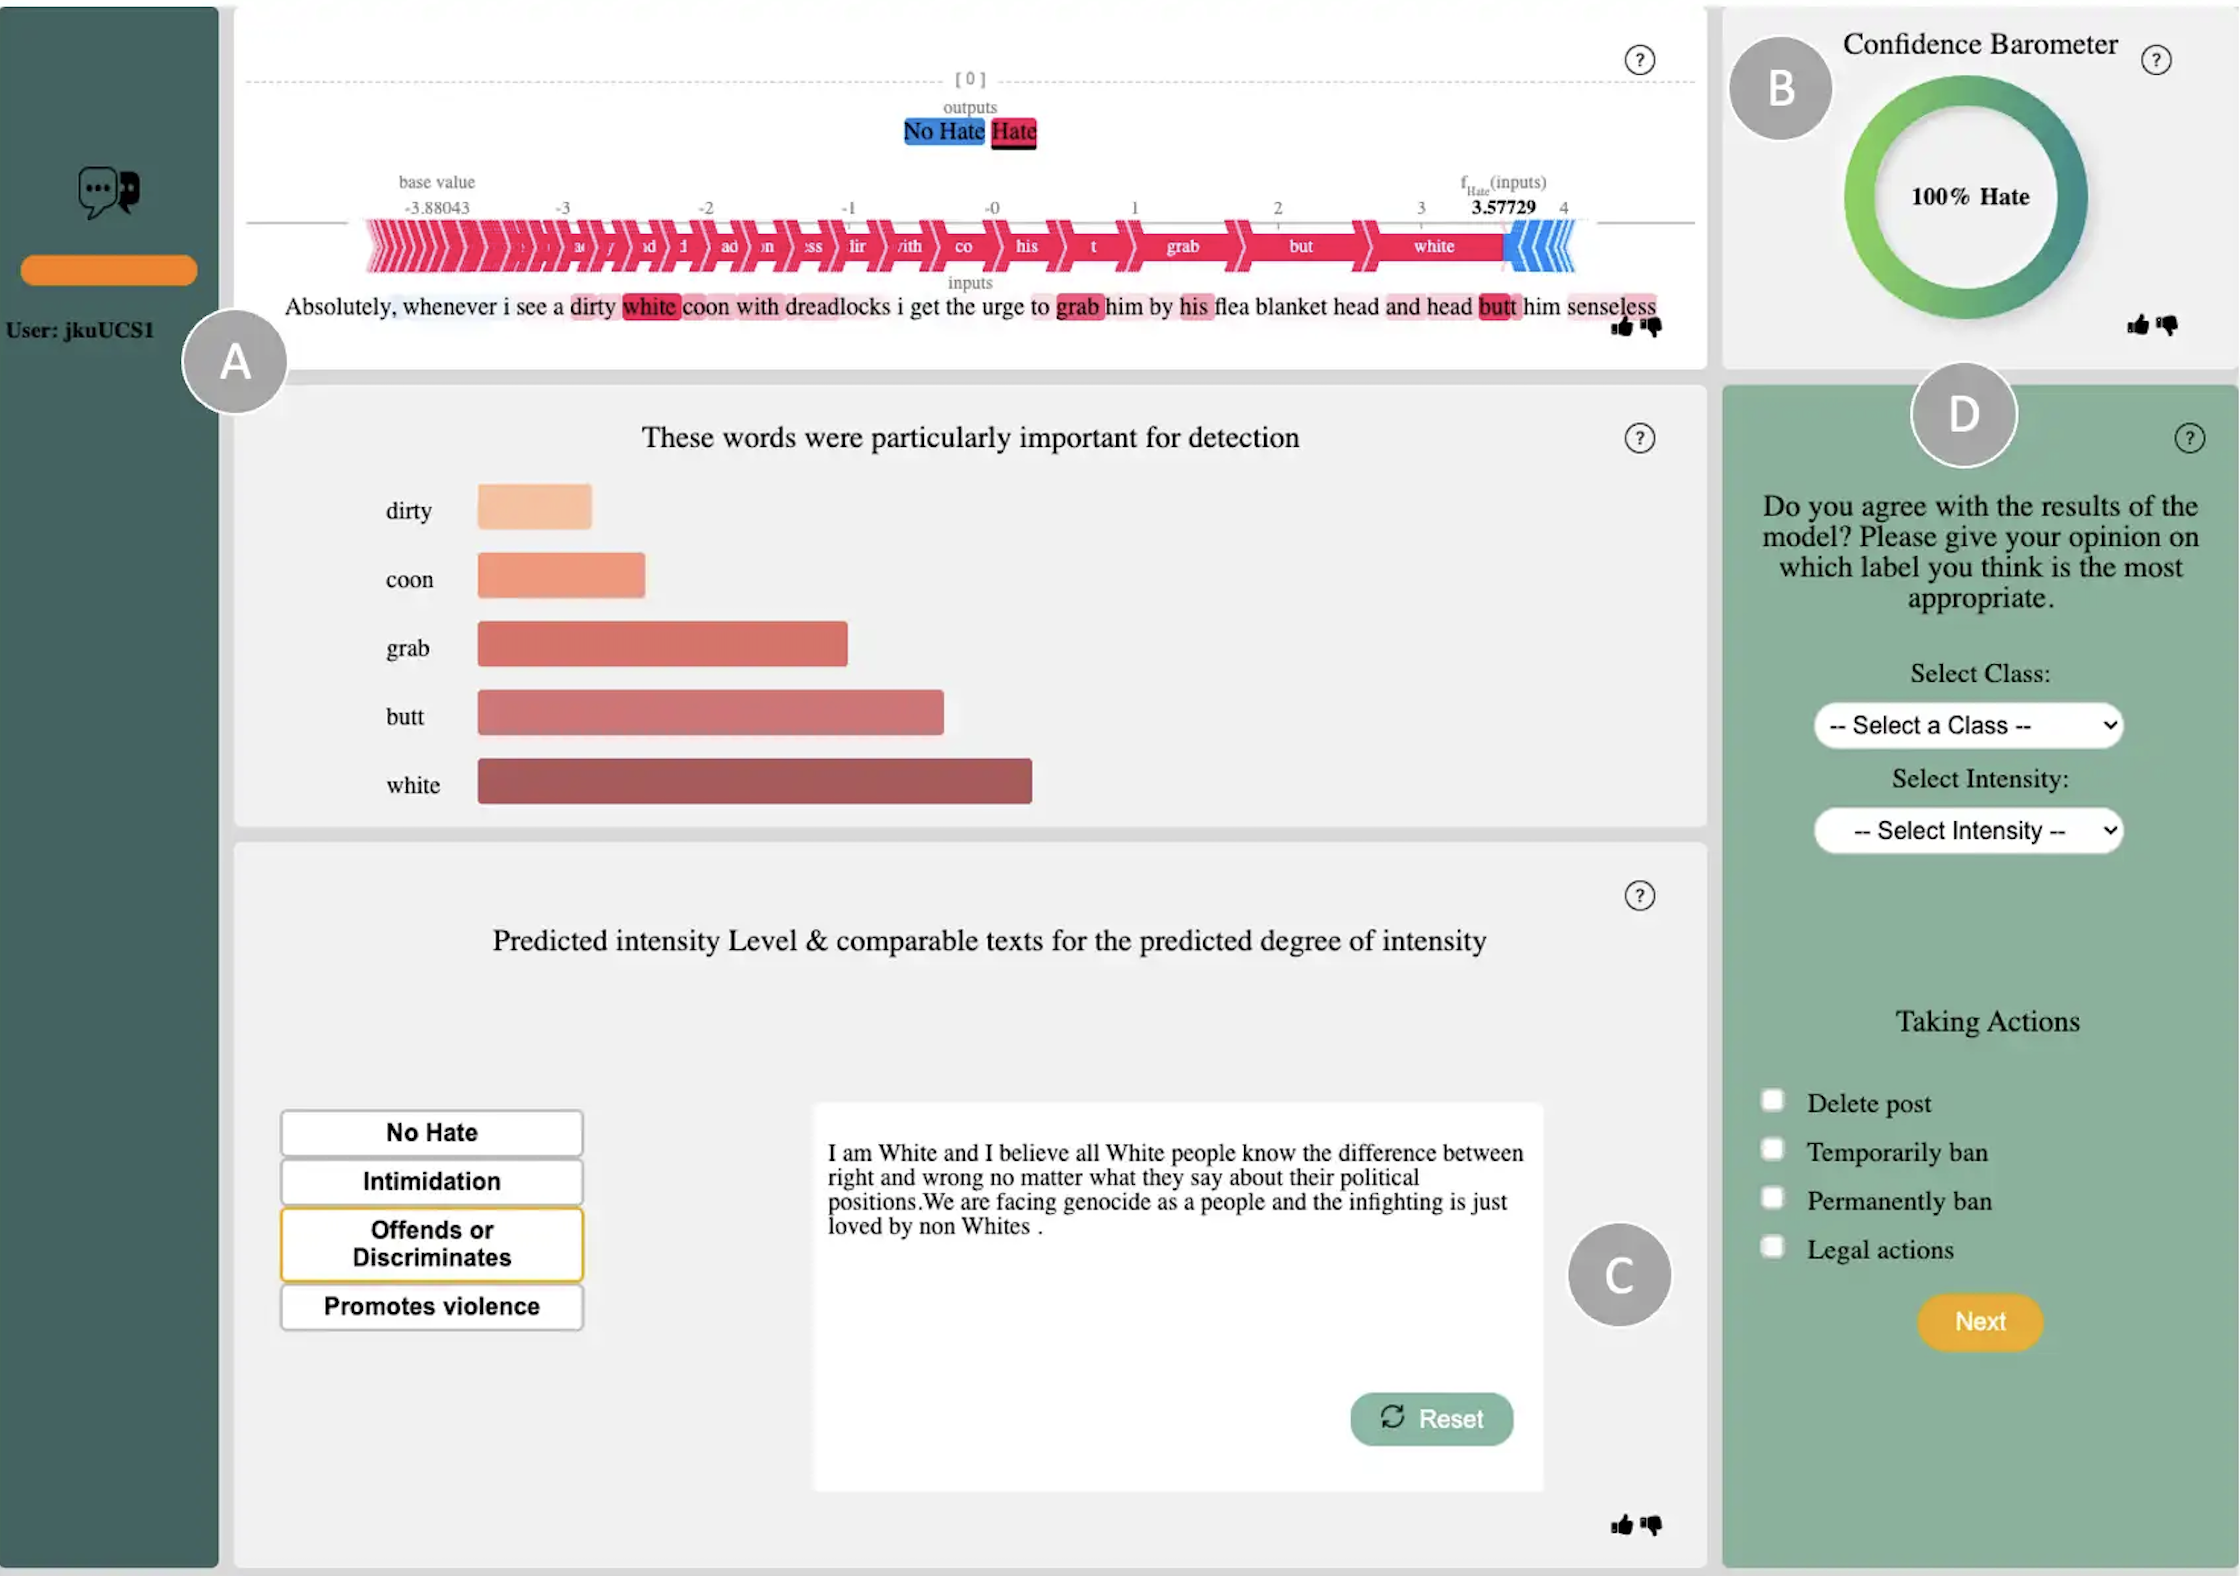 User: jkuUCS1
A
?
[ 0 ]
outputs
No Hate Hate
base value
fHate(inputs)
-3.88043 -3 -2 -1 -0 1 2 3 3.57729 4
dir co his t grab but white
inputs
Absolutely, whenever i see a dirty white coon with dreadlocks i get the urge to grab him by his flea blanket head and head butt him senseless
B
Confidence Barometer
?
100% Hate
These words were particularly important for detection
?
dirty
coon
grab
butt
white
Predicted intensity Level & comparable texts for the predicted degree of intensity
?
No Hate
Intimidation
Offends or
Discriminates
Promotes violence
I am White and I believe all White people know the difference between
right and wrong no matter what they say about their political
positions.We are facing genocide as a people and the infighting is just
loved by non Whites .
Reset
C
D
?
Do you agree with the results of the
model? Please give your opinion on
which label you think is the most
appropriate.
Select Class:
-- Select a Class --
Select Intensity:
-- Select Intensity --
Taking Actions
Delete post
Temporarily ban
Permanently ban
Legal actions
Next